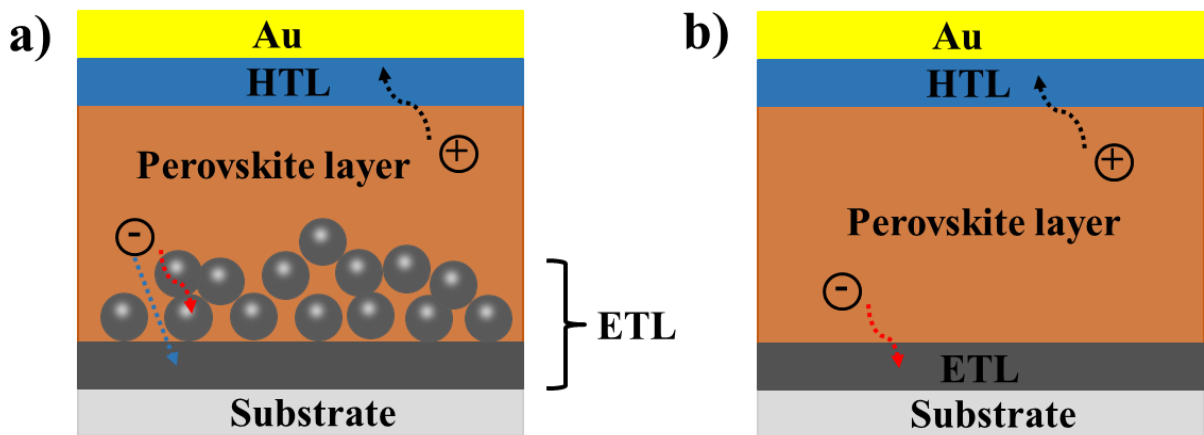 a)
Au
HTL
+
Perovskite layer
-
ETL
Substrate
b)
Au
HTL
+
Perovskite layer
-
ETL
Substrate